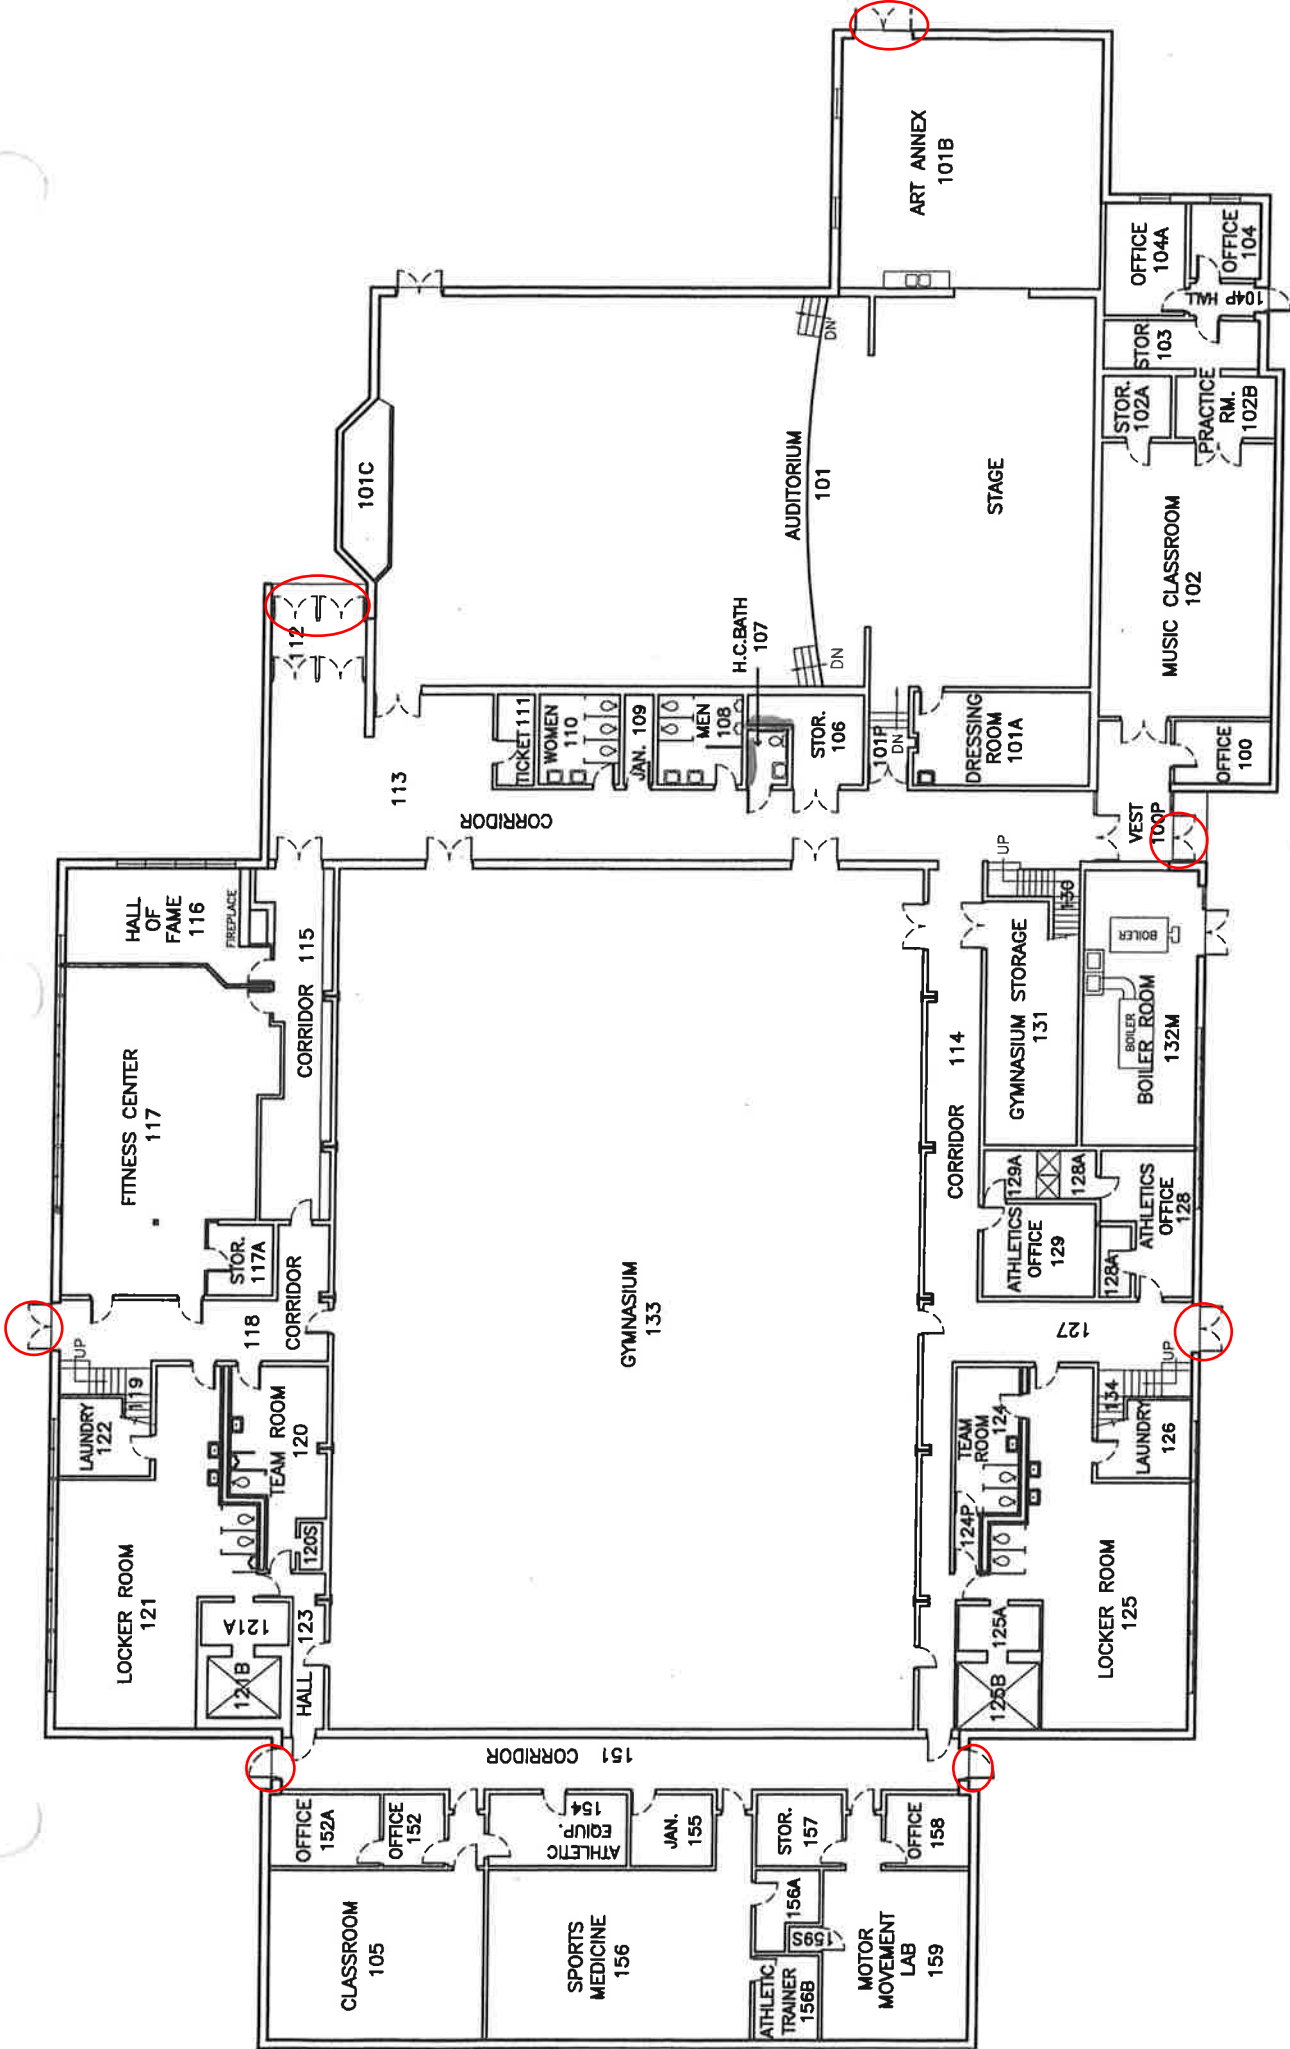 ART ANNEX
101B
OFFICE
104A
OFFICE
104
104P HALL
STOR
103
STOR.
102A
PRACTICE
RM.
102B
101C
AUDITORIUM
101
DN
DN
STAGE
MUSIC CLASSROOM
102
112
H.C.BATH
107
TICKET 111
WOMEN
110
JAN. 109
MEN
108
STOR.
106
101P
DN
DRESSING
ROOM
101A
OFFICE
100
113
CORRIDOR
VEST
100P
UP
130
HALL
OF
FAME
116
FIREPLACE
CORRIDOR 115
FITNESS CENTER
117
STOR.
117A
CORRIDOR
118
CORRIDOR 114
GYMNASIUM STORAGE
131
BOILER
BOILER
BOILER ROOM
132M
129A
128A
ATHLETICS
OFFICE
129
128A
ATHLETICS
OFFICE
128
GYMNASIUM
133
127
UP
119
LAUNDRY
122
TEAM ROOM
120
120S
LOCKER ROOM
121
121A
121B
HALL 123
UP
134
LAUNDRY
126
TEAM
ROOM
124
124P
LOCKER ROOM
125
125A
125B
151 CORRIDOR
OFFICE
152A
OFFICE
152
ATHLETIC
EQIUP.
154
JAN.
155
STOR.
157
OFFICE
158
CLASSROOM
105
SPORTS
MEDICINE
156
156A
159S
ATHLETIC
TRAINER
156B
MOTOR
MOVEMENT
LAB
159